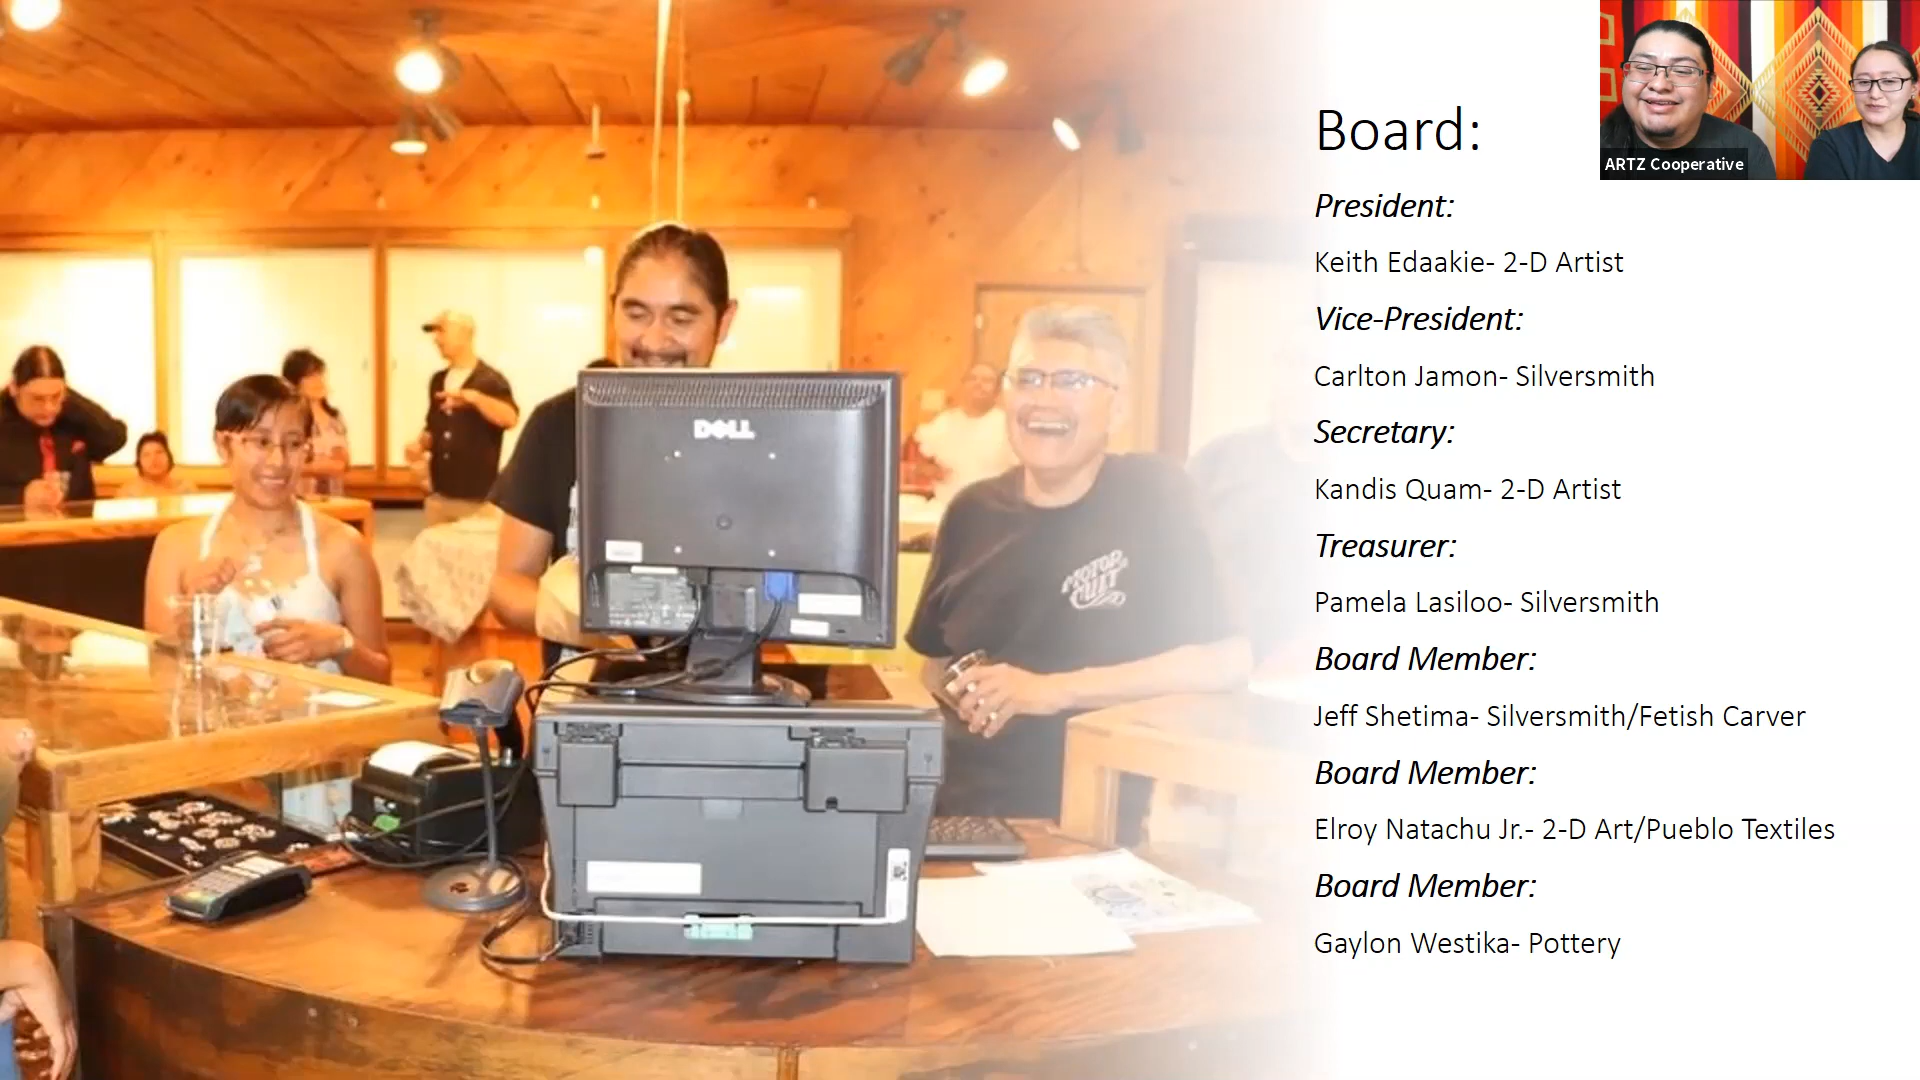 Board:
ARTZ Cooperative
President:
Keith Edaakie- 2-D Artist
Vice-President:
Carlton Jamon- Silversmith
Secretary:
Kandis Quam- 2-D Artist
Treasurer:
Pamela Lasiloo- Silversmith
Board Member:
Jeff Shetima- Silversmith/Fetish Carver
Board Member:
Elroy Natachu Jr.- 2-D Art/Pueblo Textiles
Board Member:
Gaylon Westika- Pottery
DELL
MOTOR
CULT